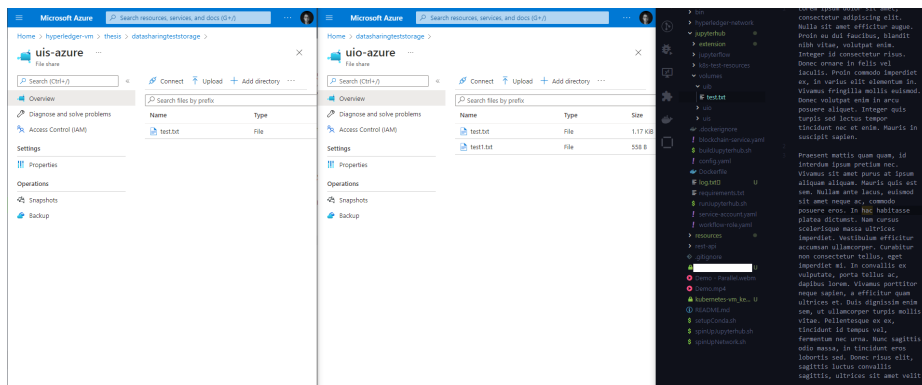 Microsoft Azure
Search resources, services, and docs (G+/)
Home > hyperledger-vm > thesis > datasharingteststorage >
uis-azure
File share
Search (Ctrl+/)
Overview
Diagnose and solve problems
Access Control (IAM)
Settings
Properties
Operations
Snapshots
Backup
Connect
Upload
Add directory
Search files by prefix
Name
Type
test.txt
File
Microsoft Azure
Search resources, services, and docs (G+/)
Home > hyperledger-vm > thesis > datasharingteststorage >
uio-azure
File share
Search (Ctrl+/)
Overview
Diagnose and solve problems
Access Control (IAM)
Settings
Properties
Operations
Snapshots
Backup
Connect
Upload
Add directory
Search files by prefix
Name
Type
Size
test.txt
File
1.17 KiB
test1.txt
File
558 B
bin
hyperledger-network
jupyterhub
extension
jupyterflow
k8s-test-resources
volumes
uib
test.txt
uio
uis
.dockerignore
blockchain-service.yaml
buildJupyterhub.sh
config.yaml
Dockerfile
log.txt
U
requirements.txt
runJupyterhub.sh
service-account.yaml
workflow-role.yaml
resources
rest-api
.gitignore
U
Demo - Parallel.webm
Demo.mp4
kubernetes-vm_ke... U
README.md
setupConda.sh
spinUpJupyterhub.sh
spinUpNetwork.sh
Lorem ipsum dolor sit amet,
consectetur adipiscing elit.
Nulla sit amet efficitur augue.
Proin eu dui faucibus, blandit
nibh vitae, volutpat enim.
Integer id consectetur risus.
Donec ornare in felis vel
iaculis. Proin commodo imperdiet
ex, in varius elit elementum in.
Vivamus fringilla mollis euismod.
Donec volutpat enim in arcu
posuere aliquet. Integer quis
turpis sed lectus tempor
tincidunt nec et enim. Mauris in
suscipit sapien.
Praesent mattis quam quam, id
interdum ipsum pretium nec.
Vivamus sit amet purus at ipsum
aliquam aliquam. Mauris quis est
sem. Nullam ante lacus, euismod
sit amet neque ac, commodo
posuere eros. In hac habitasse
platea dictumst. Nam cursus
scelerisque massa ultrices
imperdiet. Vestibulum efficitur
accumsan ullamcorper. Curabitur
non consectetur tellus, eget
imperdiet mi. In convallis ex
vulputate, porta tellus ac,
dapibus lorem. Vivamus porttitor
neque sapien, a efficitur quam
ultrices et. Duis dignissim enim
sem, ut ullamcorper turpis mollis
vitae. Pellentesque ex ex,
tincidunt id tempus vel,
fermentum nec urna. Nunc sagittis
odio massa, in tincidunt eros
lobortis sed. Donec risus elit,
sagittis luctus convallis
sagittis, ultrices sit amet velit